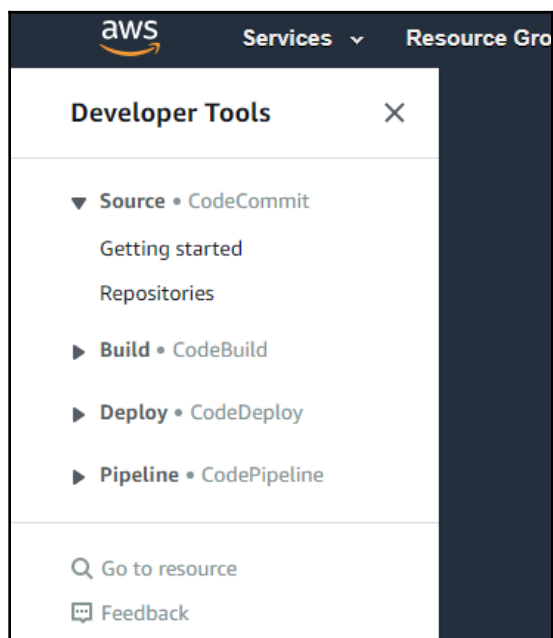 aws
Services Resource Gro
Developer Tools
Source • CodeCommit
Getting started
Repositories
Build • CodeBuild
Deploy • CodeDeploy
Pipeline • CodePipeline
Go to resource
Feedback